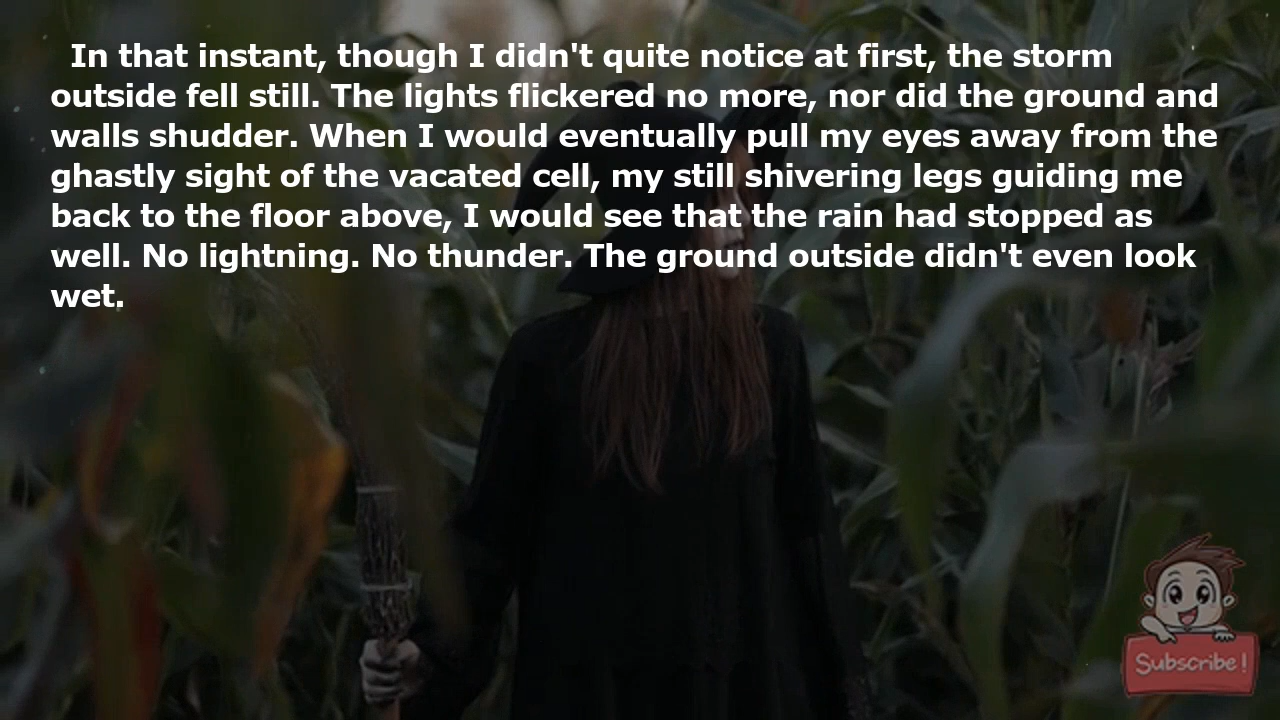 In that instant, though I didn't quite notice at first, the storm
outside fell still. The lights flickered no more, nor did the ground and
walls shudder. When I would eventually pull my eyes away from the
ghastly sight of the vacated cell, my still shivering legs guiding me
back to the floor above, I would see that the rain had stopped as
well. No lightning. No thunder. The ground outside didn't even look
wet.
Subscribe!